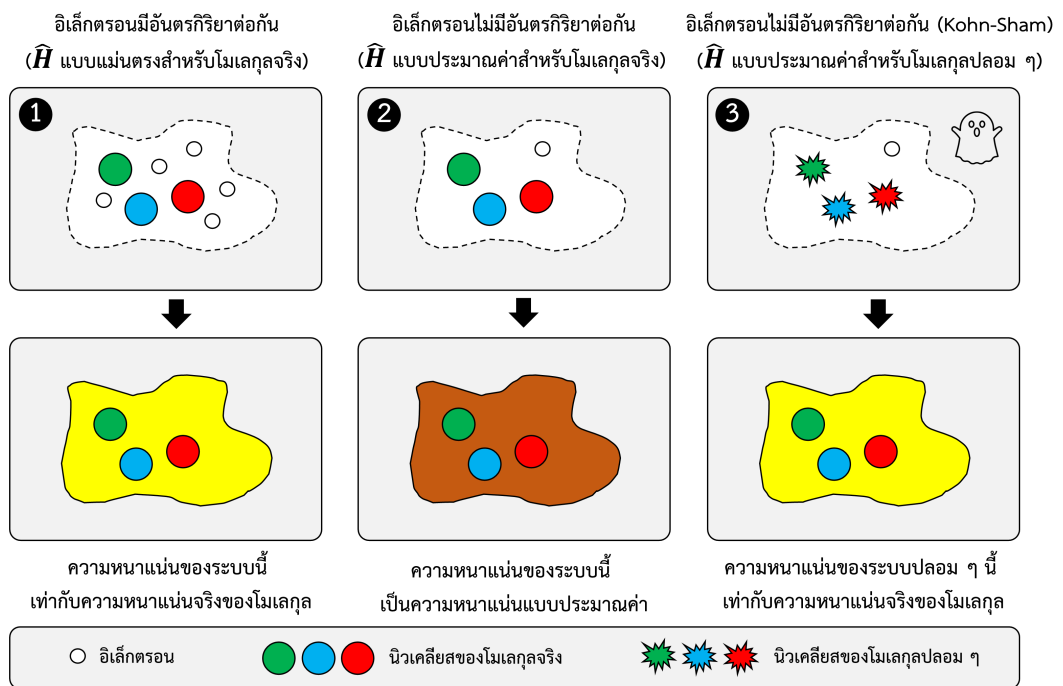 อิเล็กตรอนมีอันตรกิริยาต่อกัน
(Ĥ แบบแม่นตรงสำหรับโมเลกุลจริง)
อิเล็กตรอนไม่มีอันตรกิริยาต่อกัน
(Ĥ แบบประมาณค่าสำหรับโมเลกุลจริง)
อิเล็กตรอนไม่มีอันตรกิริยาต่อกัน (Kohn-Sham)
(Ĥ แบบประมาณค่าสำหรับโมเลกุลปลอม ๆ)
1
2
3
ความหนาแน่นของระบบนี้
เท่ากับความหนาแน่นจริงของโมเลกุล
ความหนาแน่นของระบบนี้
เป็นความหนาแน่นแบบประมาณค่า
ความหนาแน่นของระบบปลอม ๆ นี้
เท่ากับความหนาแน่นจริงของโมเลกุล
อิเล็กตรอน
นิวเคลียสของโมเลกุลจริง
นิวเคลียสของโมเลกุลปลอม ๆ